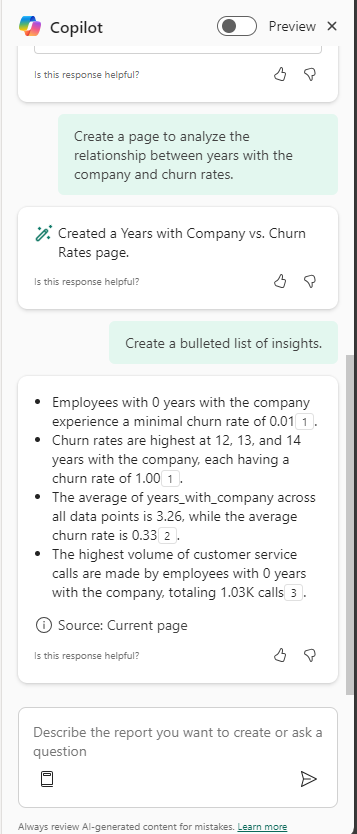 Copilot
Preview
Is this response helpful?
Create a page to analyze the
relationship between years with the
company and churn rates.
Created a Years with Company vs. Churn
Rates page.
Is this response helpful?
Create a bulleted list of insights.
• Employees with 0 years with the company
experience a minimal churn rate of 0.01 1 .
• Churn rates are highest at 12, 13, and 14
years with the company, each having a
churn rate of 1.00 1 .
• The average of years_with_company across
all data points is 3.26, while the average
churn rate is 0.33 2 .
• The highest volume of customer service
calls are made by employees with 0 years
with the company, totaling 1.03K calls 3 .
Source: Current page
Is this response helpful?
Describe the report you want to create or ask a
question
Always review AI-generated content for mistakes. Learn more